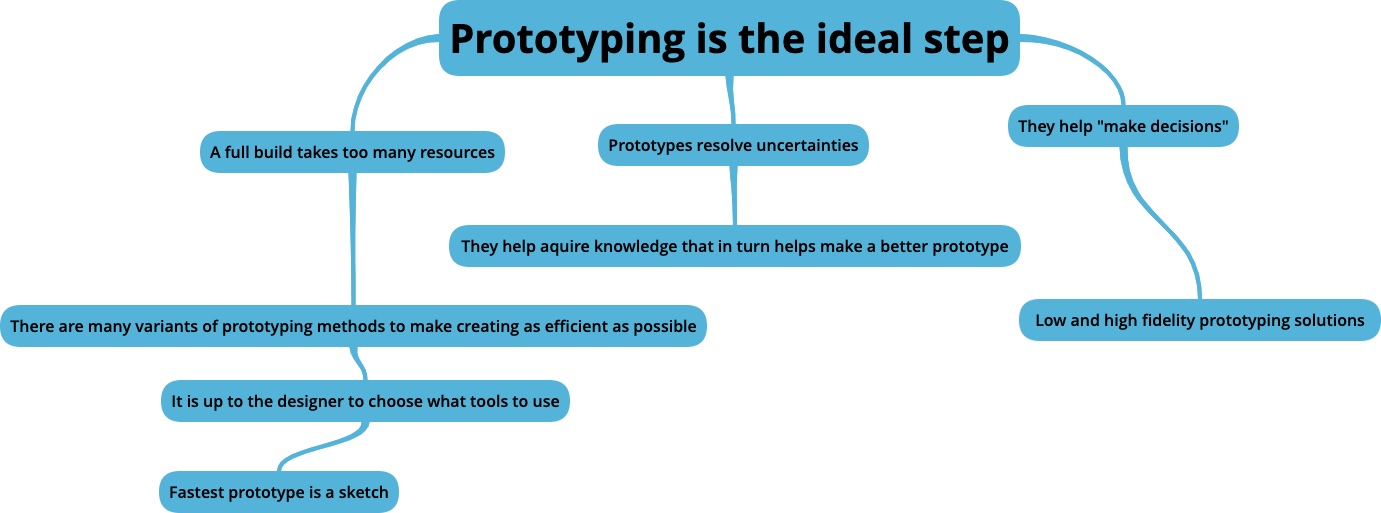 Prototyping is the ideal step
A full build takes too many resources
Prototypes resolve uncertainties
They help "make decisions"
They help aquire knowledge that in turn helps make a better prototype
There are many variants of prototyping methods to make creating as efficient as possible
Low and high fidelity prototyping solutions
It is up to the designer to choose what tools to use
Fastest prototype is a sketch